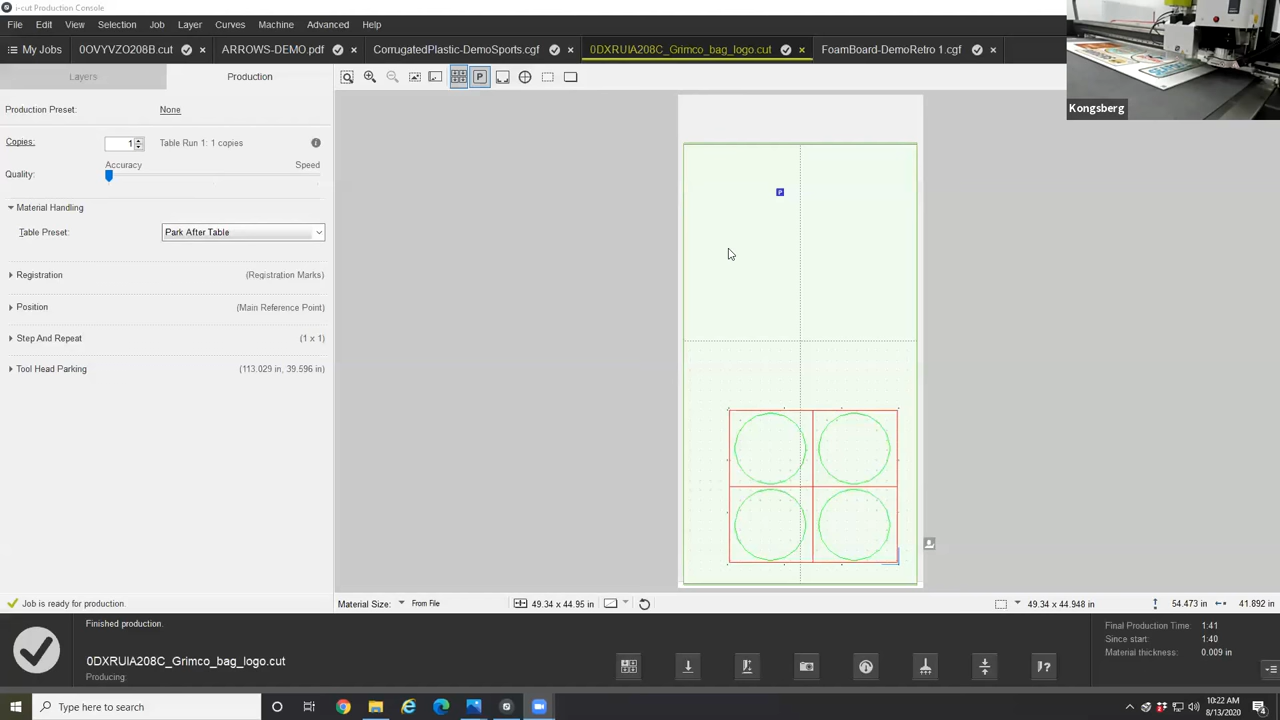 i-cut Production Console
File Edit View Selection Job Layer Curves Machine Advanced Help
My Jobs 0OVYVZO208B.cut × ARROWS-DEMO.pdf × CorrugatedPlastic-DemoSports.cgf × 0DXRUIA208C_Grimco_bag_logo.cut × FoamBoard-DemoRetro 1.cgf ×
Layers Production
Production Preset: None
Copies: 1 Table Run 1: 1 copies
Accuracy Speed
Quality:
Material Handling
Table Preset: Park After Table
Registration (Registration Marks)
Position (Main Reference Point)
Step And Repeat (1 x 1)
Tool Head Parking (113.029 in, 39.596 in)
P
P
Kongsberg
Job is ready for production.
Material Size: From File 49.34 x 44.95 in 49.34 x 44.948 in 54.473 in 41.892 in
Finished production.
0DXRUIA208C_Grimco_bag_logo.cut
Producing:
Final Production Time: 1:41
Since start: 1:40
Material thickness: 0.009 in
Type here to search
10:22 AM
8/13/2020
4